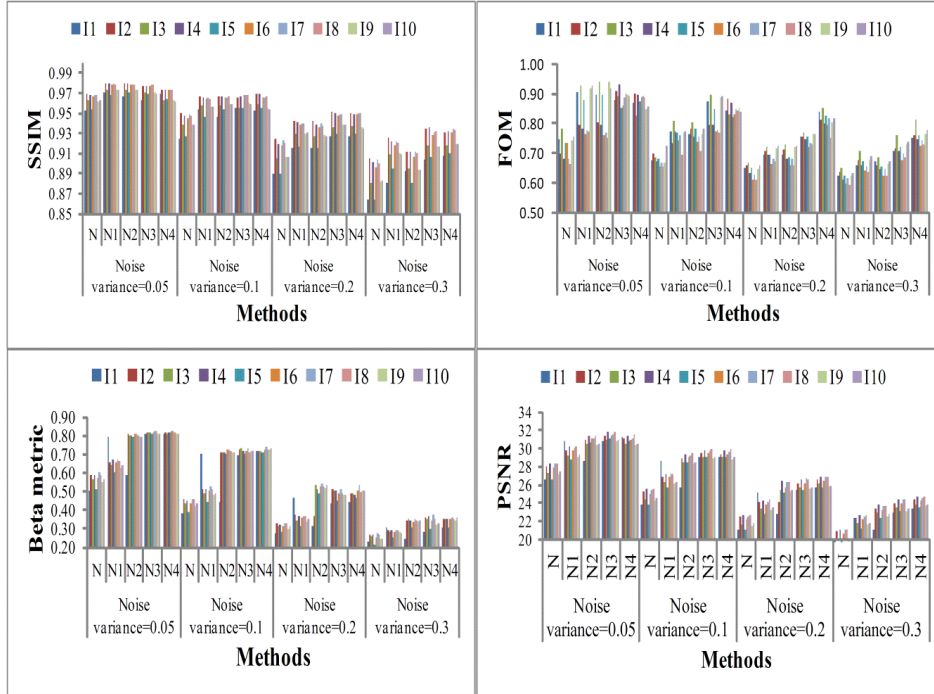 I1 I2 I3 I4 I5 I6 I7 I8 I9 I10
SSIM
0.99
0.97
0.95
0.93
0.91
0.89
0.87
0.85
N N1 N2 N3 N4 N N1 N2 N3 N4 N N1 N2 N3 N4 N N1 N2 N3 N4
Noise Noise Noise Noise
variance=0.05 variance=0.1 variance=0.2 variance=0.3
Methods
I1 I2 I3 I4 I5 I6 I7 I8 I9 I10
FOM
1.00
0.90
0.80
0.70
0.60
0.50
N N1 N2 N3 N4 N N1 N2 N3 N4 N N1 N2 N3 N4 N N1 N2 N3 N4
Noise Noise Noise Noise
variance=0.05 variance=0.1 variance=0.2 variance=0.3
Methods
I1 I2 I3 I4 I5 I6 I7 I8 I9 I10
Beta metric
0.90
0.80
0.70
0.60
0.50
0.40
0.30
0.20
N N1 N2 N3 N4 N N1 N2 N3 N4 N N1 N2 N3 N4 N N1 N2 N3 N4
Noise Noise Noise Noise
variance=0.05 variance=0.1 variance=0.2 variance=0.3
Methods
I1 I2 I3 I4 I5 I6 I7 I8 I9 I10
PSNR
34
32
30
28
26
24
22
20
N N1 N2 N3 N4 N N1 N2 N3 N4 N N1 N2 N3 N4 N N1 N2 N3 N4
Noise Noise Noise Noise
variance=0.05 variance=0.1 variance=0.2 variance=0.3
Methods